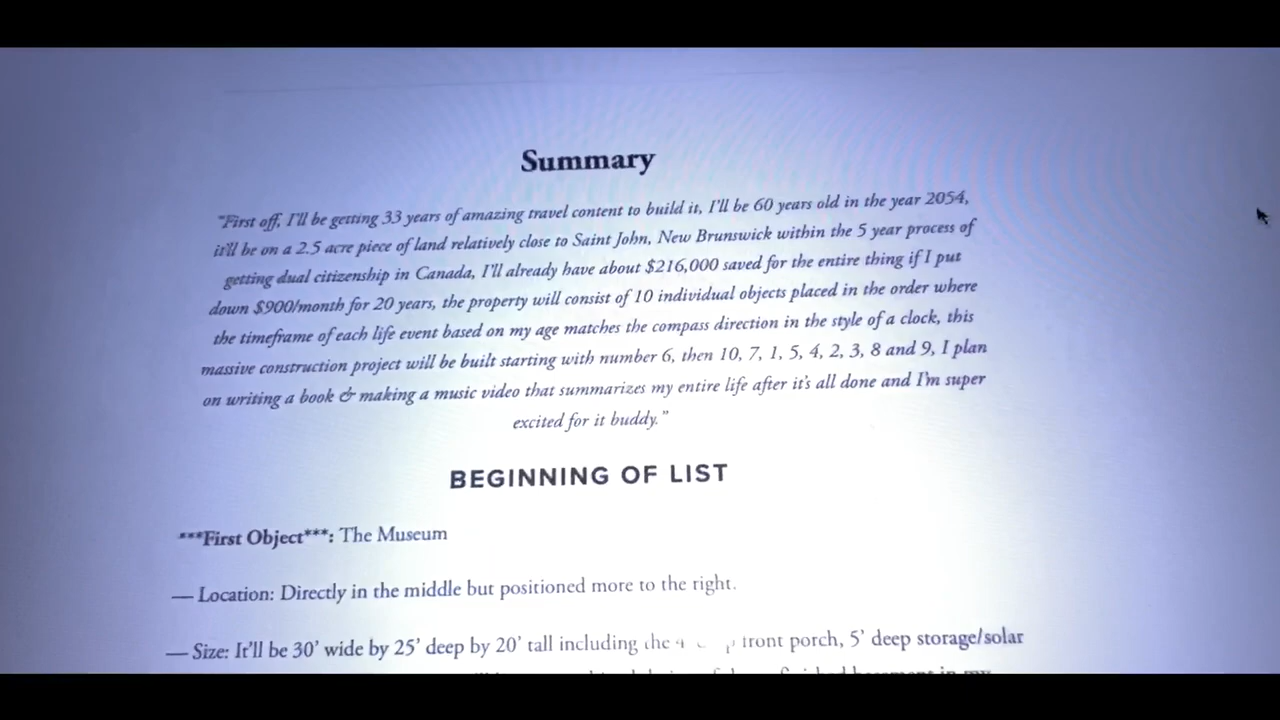 Summary
"First off, I'll be getting 33 years of amazing travel content to build it, I'll be 60 years old in the year 2054,
it'll be on a 2.5 acre piece of land relatively close to Saint John, New Brunswick within the 5 year process of
getting dual citizenship in Canada, I'll already have about $216,000 saved for the entire thing if I put
down $900/month for 20 years, the property will consist of 10 individual objects placed in the order where
the timeframe of each life event based on my age matches the compass direction in the style of a clock, this
massive construction project will be built starting with number 6, then 10, 7, 1, 5, 4, 2, 3, 8 and 9, I plan
on writing a book & making a music video that summarizes my entire life after it's all done and I'm super
excited for it buddy."
BEGINNING OF LIST
***First Object***: The Museum
— Location: Directly in the middle but positioned more to the right.
— Size: It'll be 30' wide by 25' deep by 20' tall including the front porch, 5' deep storage/solar